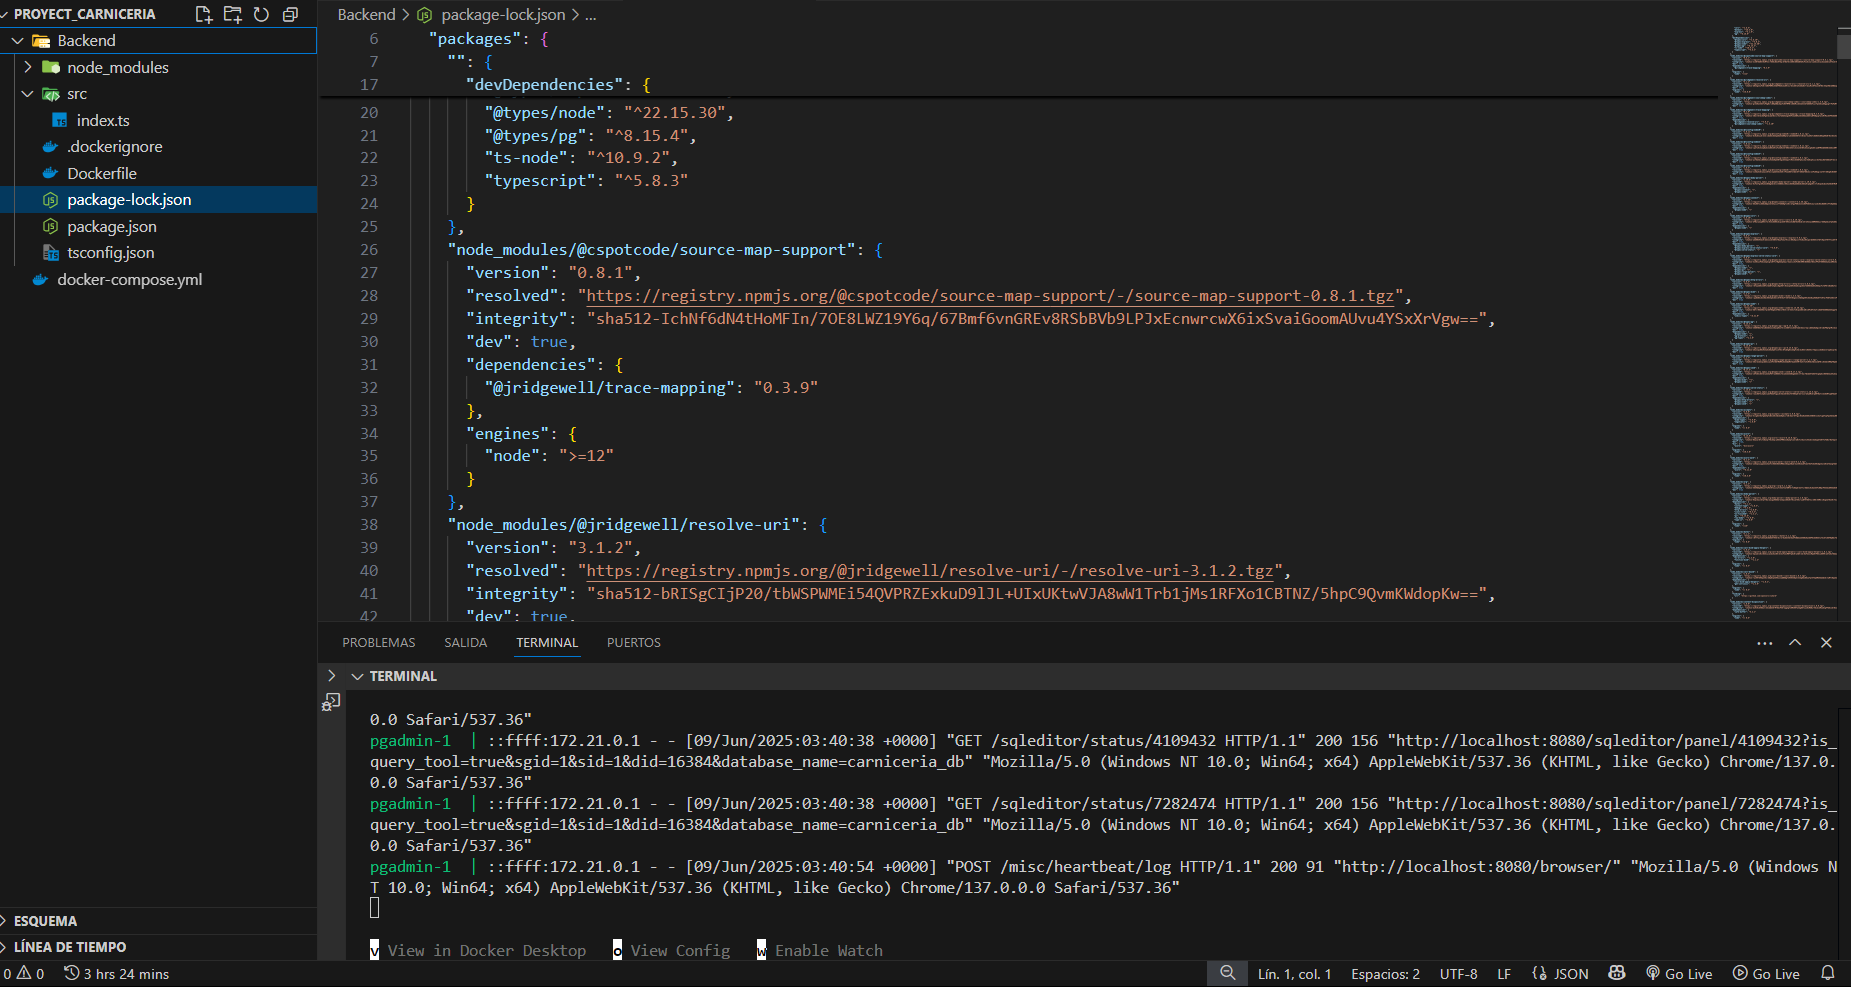 PROYECT_CARNICERIA
Backend
node_modules
src
index.ts
.dockerignore
Dockerfile
package-lock.json
package.json
tsconfig.json
docker-compose.yml
ESQUEMA
LÍNEA DE TIEMPO
Backend > package-lock.json > ...
6 "packages": {
7 "": {
17 "devDependencies": {
20 "@types/node": "^22.15.30",
21 "@types/pg": "^8.15.4",
22 "ts-node": "^10.9.2",
23 "typescript": "^5.8.3"
24 }
25 },
26 "node_modules/@cspotcode/source-map-support": {
27 "version": "0.8.1",
28 "resolved": "https://registry.npmjs.org/@cspotcode/source-map-support/-/source-map-support-0.8.1.tgz",
29 "integrity": "sha512-IchNf6dN4tHoMFIn/7OE8LWZ19Y6q/67Bmf6vnGREv8RSbBVb9LPJxEcnwrcwX6ixSvaiGoomAUvu4YSxXrVgw==",
30 "dev": true,
31 "dependencies": {
32 "@jridgewell/trace-mapping": "0.3.9"
33 },
34 "engines": {
35 "node": ">=12"
36 }
37 },
38 "node_modules/@jridgewell/resolve-uri": {
39 "version": "3.1.2",
40 "resolved": "https://registry.npmjs.org/@jridgewell/resolve-uri/-/resolve-uri-3.1.2.tgz",
41 "integrity": "sha512-bRISgCIjP20/tbWSPWMEi54QVPRZExkuD9lJL+UIxUKtwVJA8wW1Trb1jMs1RFXo1CBTNZ/5hpC9QvmKWdopKw==",
42 "dev": true,
PROBLEMAS SALIDA TERMINAL PUERTOS
TERMINAL
0.0 Safari/537.36"
pgadmin-1 | ::ffff:172.21.0.1 - - [09/Jun/2025:03:40:38 +0000] "GET /sqleditor/status/4109432 HTTP/1.1" 200 156 "http://localhost:8080/sqleditor/panel/4109432?is_
query_tool=true&sgid=1&sid=1&did=16384&database_name=carniceria_db" "Mozilla/5.0 (Windows NT 10.0; Win64; x64) AppleWebKit/537.36 (KHTML, like Gecko) Chrome/137.0.
0.0 Safari/537.36"
pgadmin-1 | ::ffff:172.21.0.1 - - [09/Jun/2025:03:40:38 +0000] "GET /sqleditor/status/7282474 HTTP/1.1" 200 156 "http://localhost:8080/sqleditor/panel/7282474?is_
query_tool=true&sgid=1&sid=1&did=16384&database_name=carniceria_db" "Mozilla/5.0 (Windows NT 10.0; Win64; x64) AppleWebKit/537.36 (KHTML, like Gecko) Chrome/137.0.
0.0 Safari/537.36"
pgadmin-1 | ::ffff:172.21.0.1 - - [09/Jun/2025:03:40:54 +0000] "POST /misc/heartbeat/log HTTP/1.1" 200 91 "http://localhost:8080/browser/" "Mozilla/5.0 (Windows N
T 10.0; Win64; x64) AppleWebKit/537.36 (KHTML, like Gecko) Chrome/137.0.0.0 Safari/537.36"
v View in Docker Desktop o View Config w Enable Watch
0 0 3 hrs 24 mins Lín. 1, col. 1 Espacios: 2 UTF-8 LF JSON Go Live Go Live